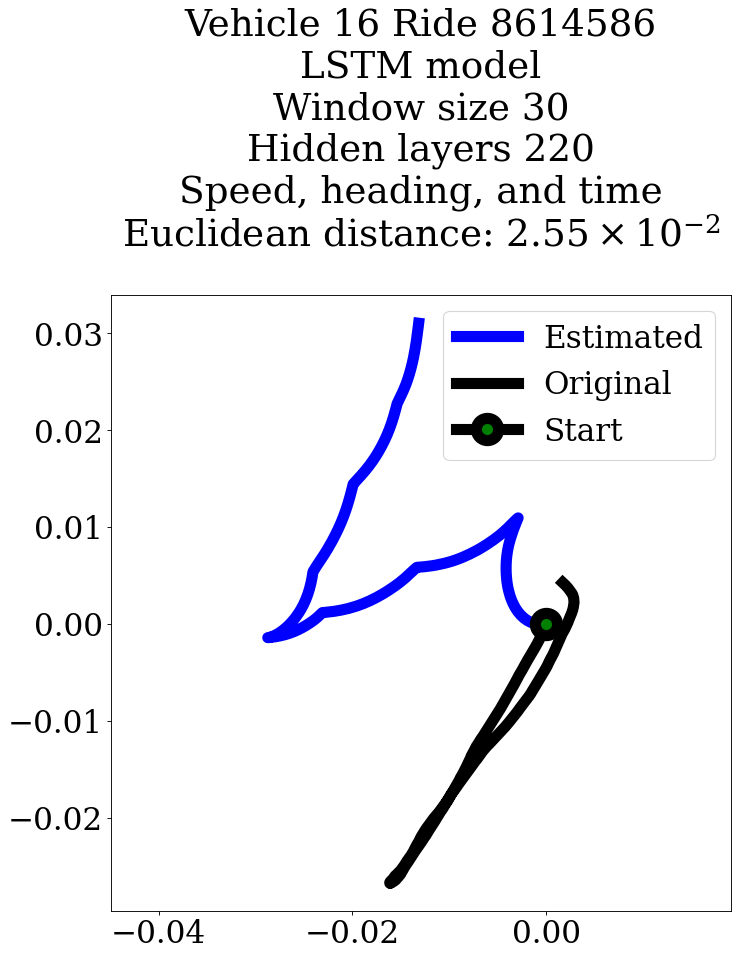 Vehicle 16 Ride 8614586
LSTM model
Window size 30
Hidden layers 220
Speed, heading, and time
Euclidean distance: 2.55 × 10⁻²
Estimated
Original
Start
0.03
0.02
0.01
0.00
−0.01
−0.02
−0.04
−0.02
0.00